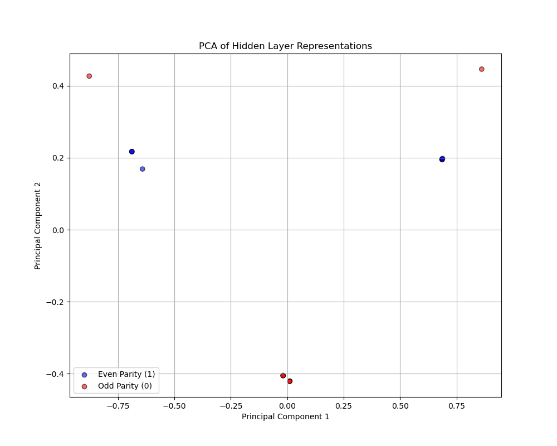 PCA of Hidden Layer Representations
Principal Component 2
0.4
0.2
0.0
−0.2
−0.4
Even Parity (1)
Odd Parity (0)
−0.75
−0.50
−0.25
0.00
0.25
0.50
0.75
Principal Component 1